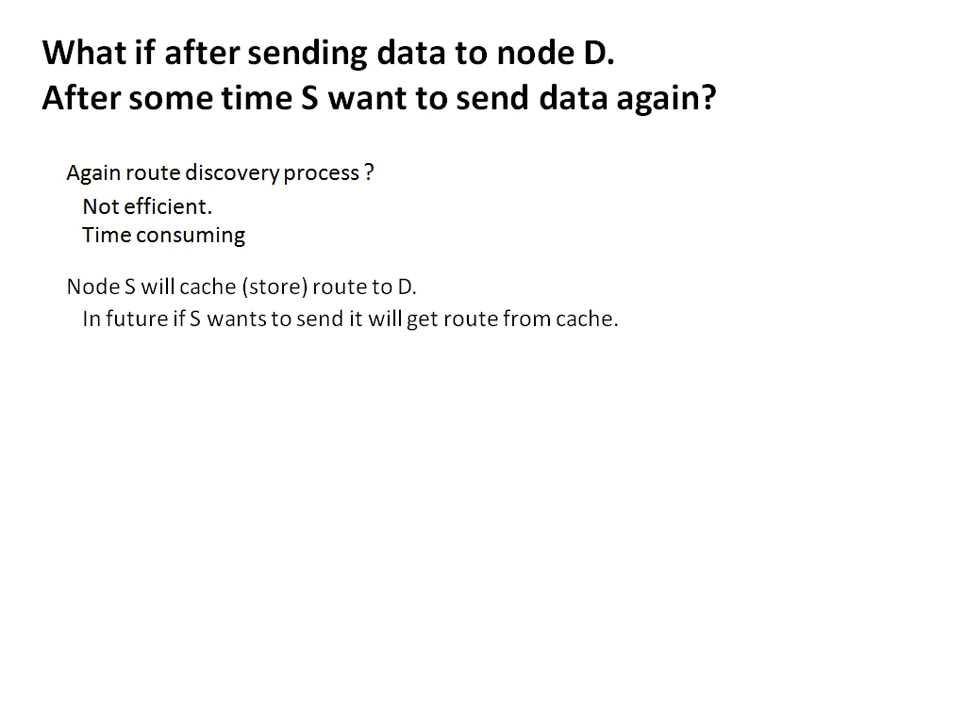 What if after sending data to node D.
After some time S want to send data again?
Again route discovery process ?
Not efficient.
Time consuming
Node S will cache (store) route to D.
In future if S wants to send it will get route from cache.